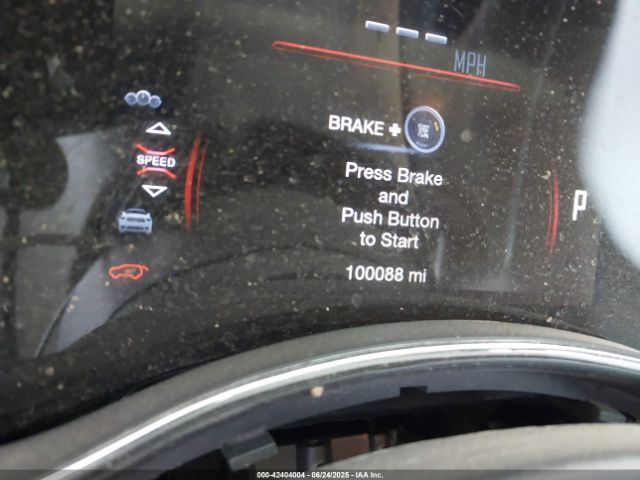 MPH
BRAKE +
SPEED
Press Brake
and
Push Button
to Start
P
100088 mi
000-42404004 - 06/24/2025 - IAA Inc.